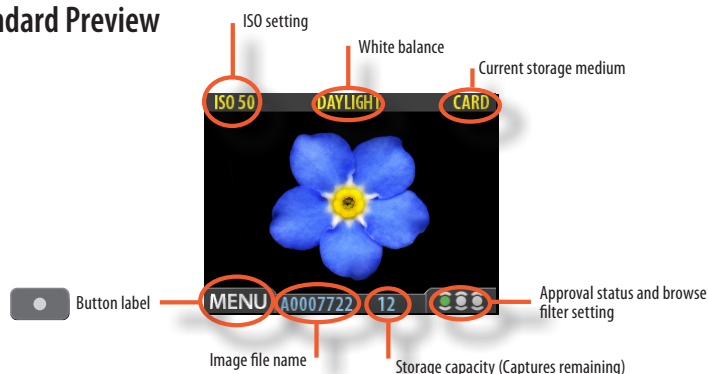 ndard Preview
ISO setting
White balance
Current storage medium
ISO 50 DAYLIGHT CARD
Button label
MENU A0007722 12
Approval status and browse
filter setting
Image file name
Storage capacity (Captures remaining)